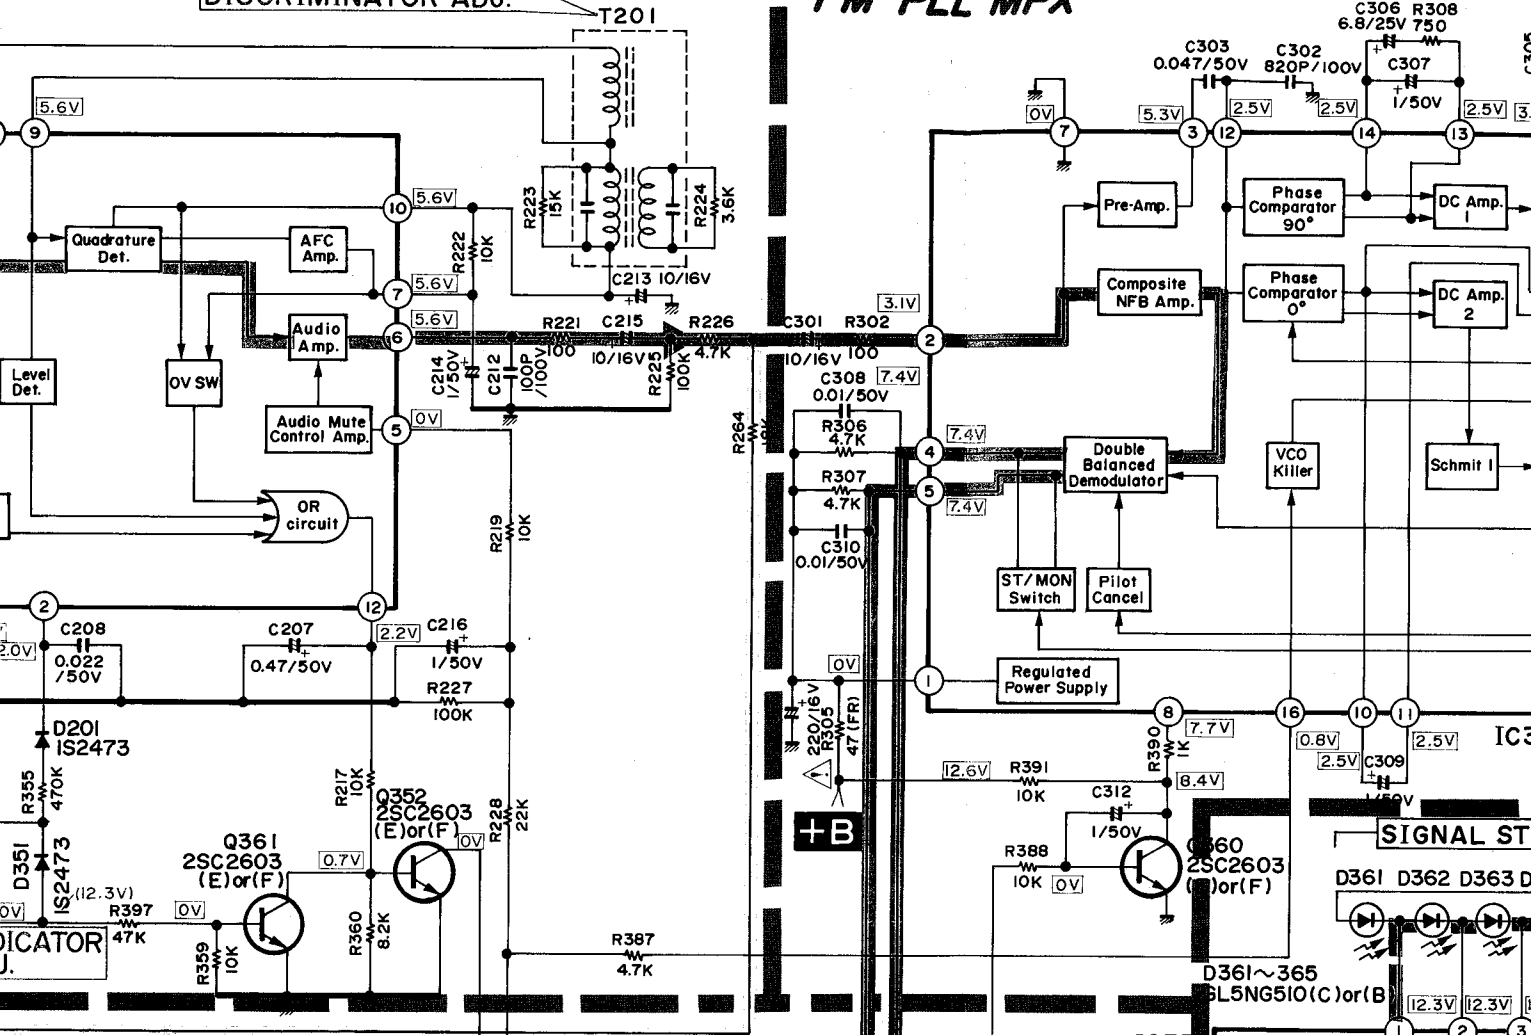 DISCRIMINATOR ADJ.
T201
FM PLL MPX
C306 R308
6.8/25V 750
C303
0.047/50V
C302
820P/100V
C307
1/50V
5.6V
9
0V
7
5.3V
3
12
2.5V
2.5V
14
13
2.5V
R223
15K
R224
3.6K
10
5.6V
R222
10K
Quadrature
Det.
AFC
Amp.
7
5.6V
C213 10/16V
Pre-Amp.
Phase
Comparator
90°
DC Amp.
1
Composite
NFB Amp.
Phase
Comparator
0°
DC Amp.
2
3.1V
2
Audio
Amp.
6
5.6V
R221
100
C215
10/16V
R226
4.7K
C301
10/16V
R302
100
C214
1/50V
C212
100P
/100V
R225
100K
Level
Det.
0V SW
7.4V
C308
0.01/50V
R306
4.7K
Audio Mute
Control Amp.
5
0V
R264
4
7.4V
Double
Balanced
Demodulator
VCO
Killer
Schmit 1
R307
4.7K
5
7.4V
OR
circuit
R219
10K
C310
0.01/50V
ST/MON
Switch
Pilot
Cancel
2
12
2.0V
C208
0.022
/50V
C207
0.47/50V
2.2V
C216
1/50V
R227
100K
0V
1
Regulated
Power Supply
220/16V
R305
47(FR)
8
7.7V
16
0.8V
10
11
2.5V
2.5V
C309
1/50V
D201
1S2473
R390
1K
8.4V
12.6V
R391
10K
R355
470K
R217
10K
Q352
2SC2603
(E)or(F)
0V
R228
22K
+B
C312
1/50V
Q360
2SC2603
or(F)
SIGNAL ST
D351
1S2473
Q361
2SC2603
(E)or(F)
0.7V
R388
10K
0V
D361 D362 D363 D
(12.3V)
0V
R397
47K
0V
R359
10K
R360
8.2K
R387
4.7K
DICATOR
J.
D361~365
GL5NG510(C)or(B
12.3V
12.3V
1
2
3